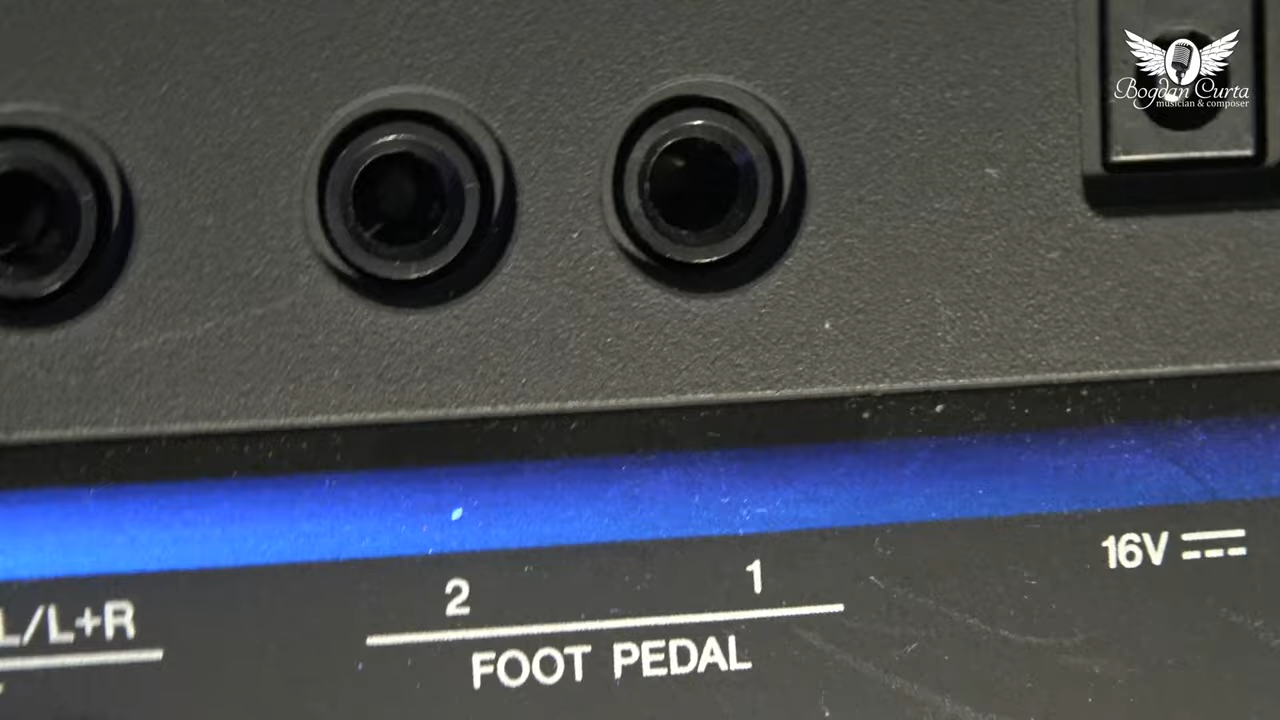 Bogdan Curta
musician & composer
16V
2 1
L/L+R
FOOT PEDAL